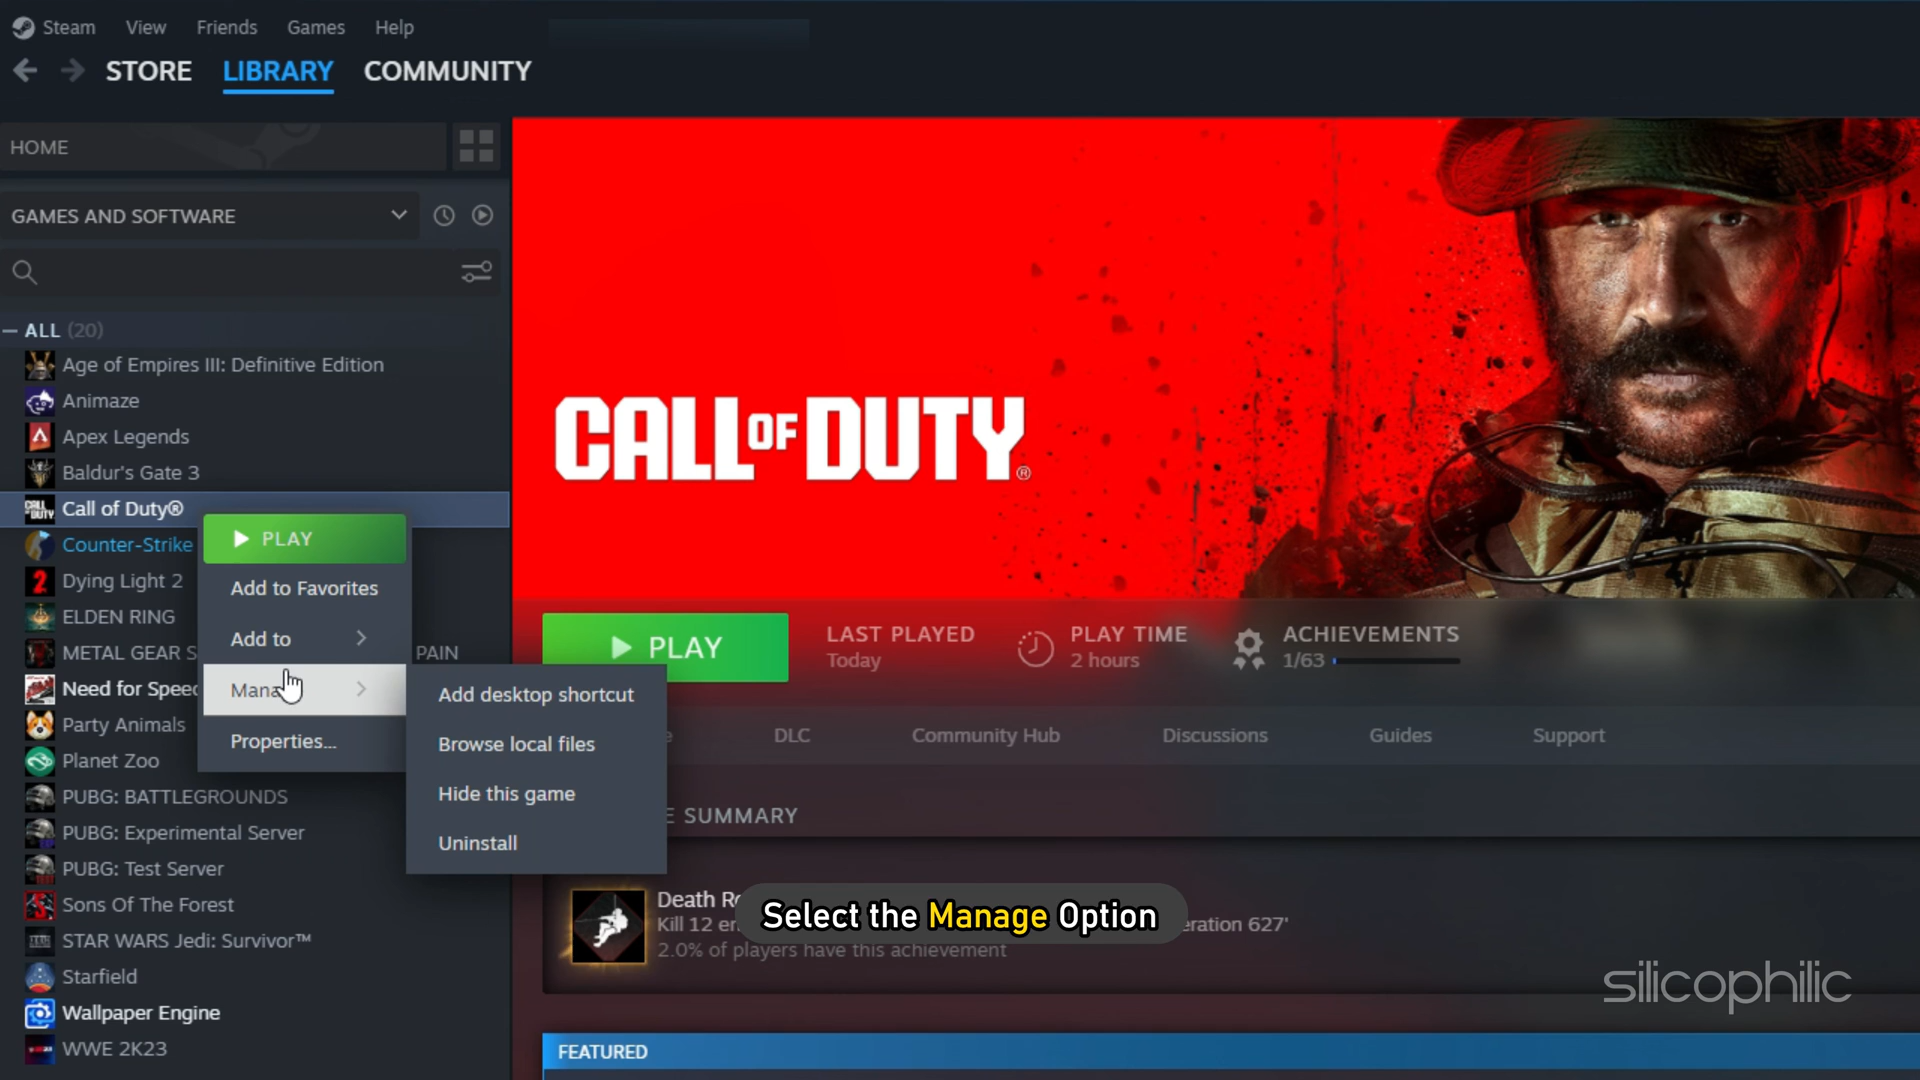 Steam View Friends Games Help
STORE LIBRARY COMMUNITY
HOME
GAMES AND SOFTWARE
ALL (20)
Age of Empires III: Definitive Edition
Animaze
Apex Legends
Baldur's Gate 3
Call of Duty®
Counter-Strike
Dying Light 2
ELDEN RING
METAL GEAR S PAIN
Need for Speed
Party Animals
Planet Zoo
PUBG: BATTLEGROUNDS
PUBG: Experimental Server
PUBG: Test Server
Sons Of The Forest
STAR WARS Jedi: Survivor™
Starfield
Wallpaper Engine
WWE 2K23
PLAY
Add to Favorites
Add to
Mana
Properties...
Add desktop shortcut
Browse local files
Hide this game
Uninstall
CALL OF DUTY®
PLAY
LAST PLAYED
Today
PLAY TIME
2 hours
ACHIEVEMENTS
1/63
DLC Community Hub Discussions Guides Support
E SUMMARY
Death R
Kill 12 en eration 627'
2.0% of players have this achievement
Select the Manage Option
silicophilic
FEATURED